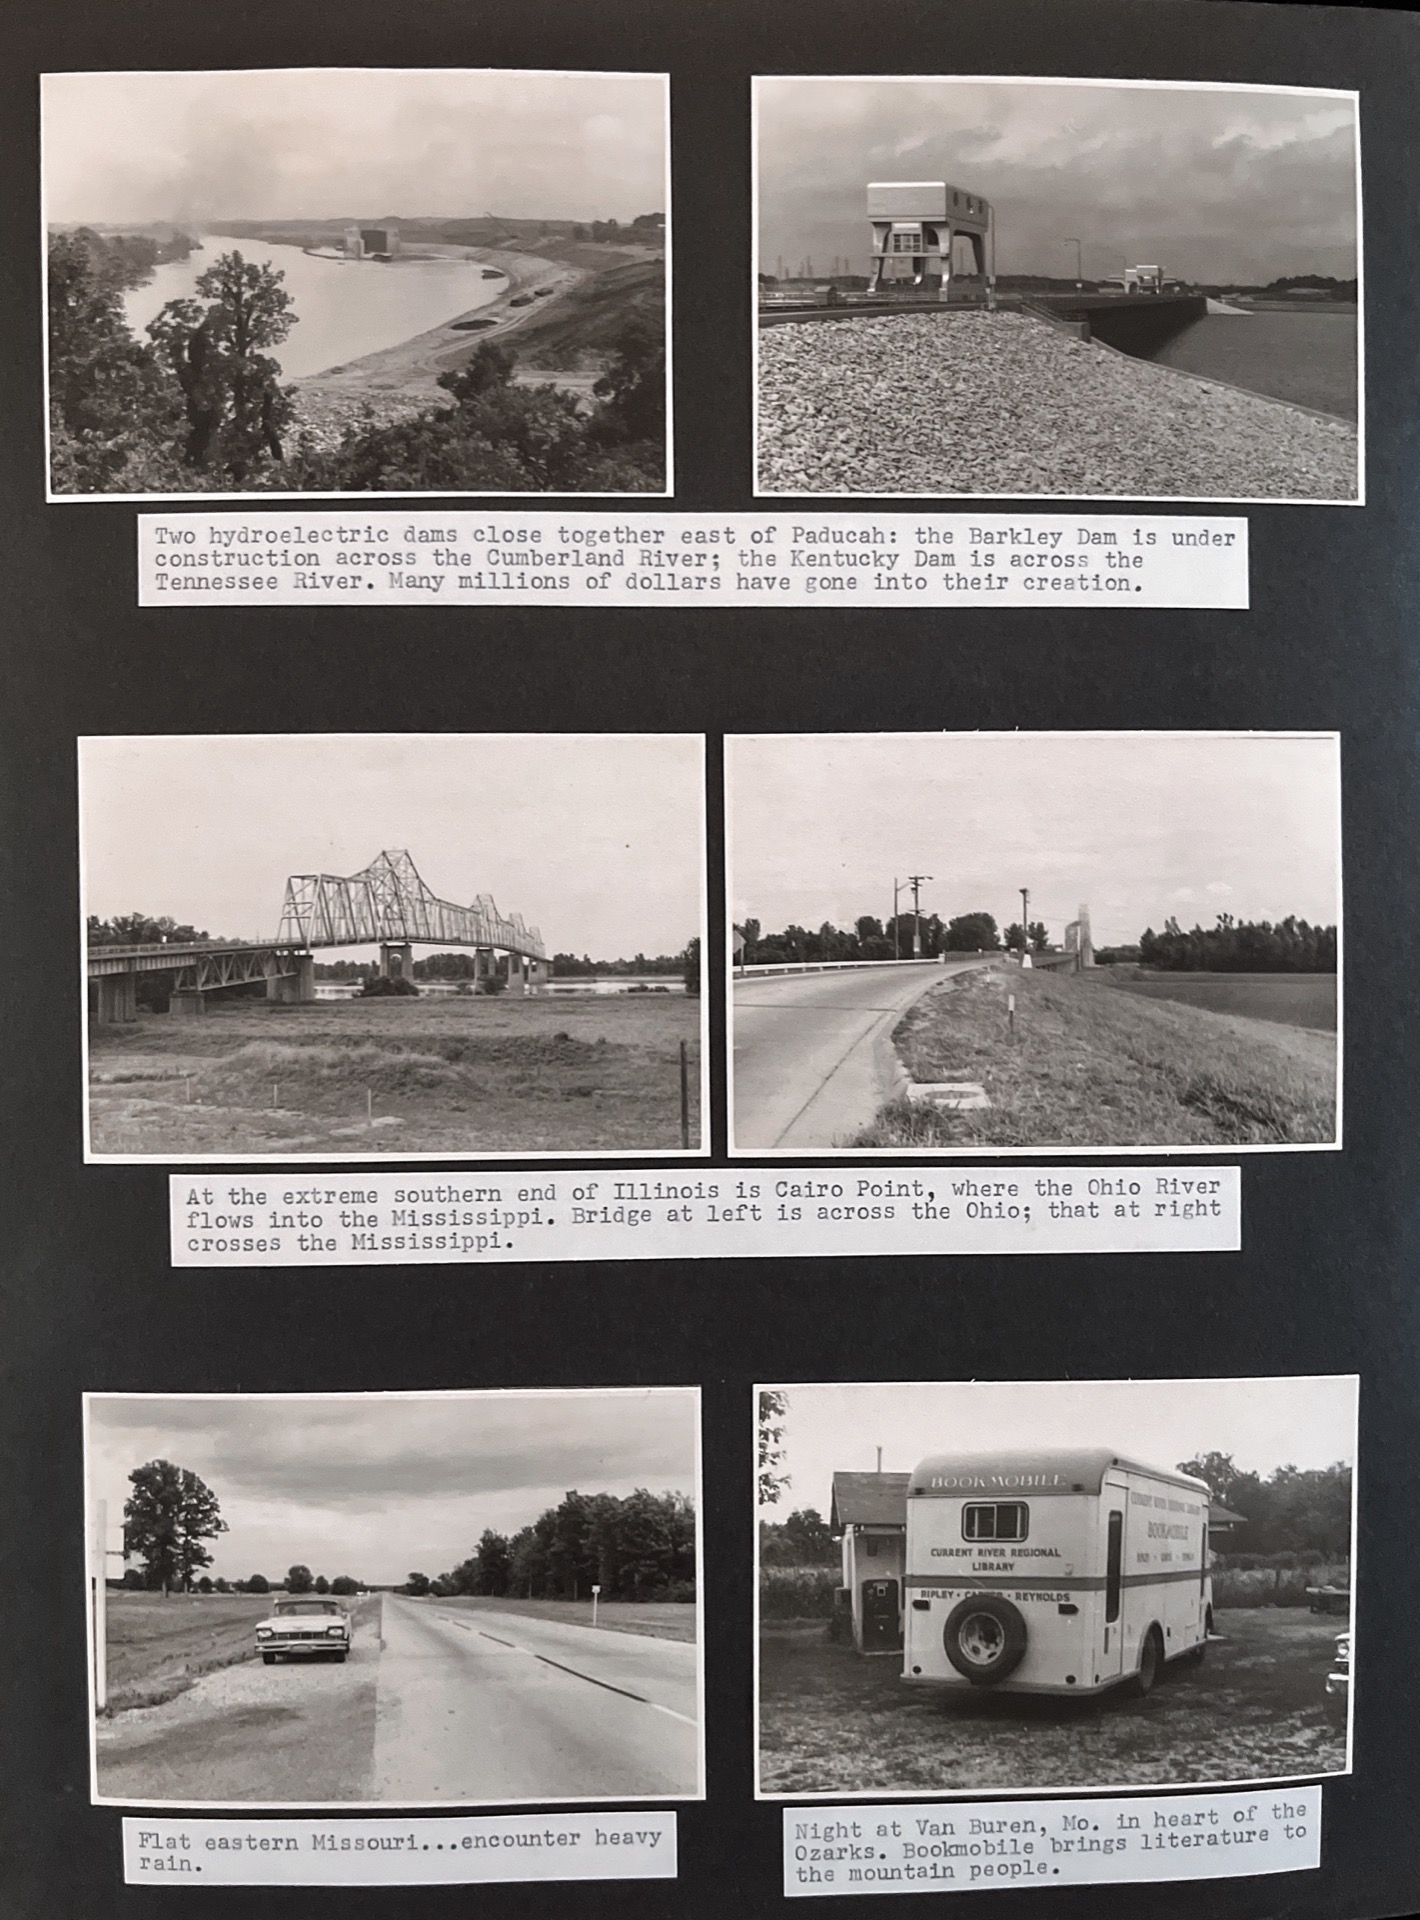 Two hydroelectric dams close together east of Paducah: the Barkley Dam is under
construction across the Cumberland River; the Kentucky Dam is across the
Tennessee River. Many millions of dollars have gone into their creation.
At the extreme southern end of Illinois is Cairo Point, where the Ohio River
flows into the Mississippi. Bridge at left is across the Ohio; that at right
crosses the Mississippi.
BOOKMOBILE
CURRENT RIVER REGIONAL
LIBRARY
RIPLEY • CARTER • REYNOLDS
CURRENT RIVER REGIONAL LIBRARY
BOOKMOBILE
Flat eastern Missouri...encounter heavy
rain.
Night at Van Buren, Mo. in heart of the
Ozarks. Bookmobile brings literature to
the mountain people.